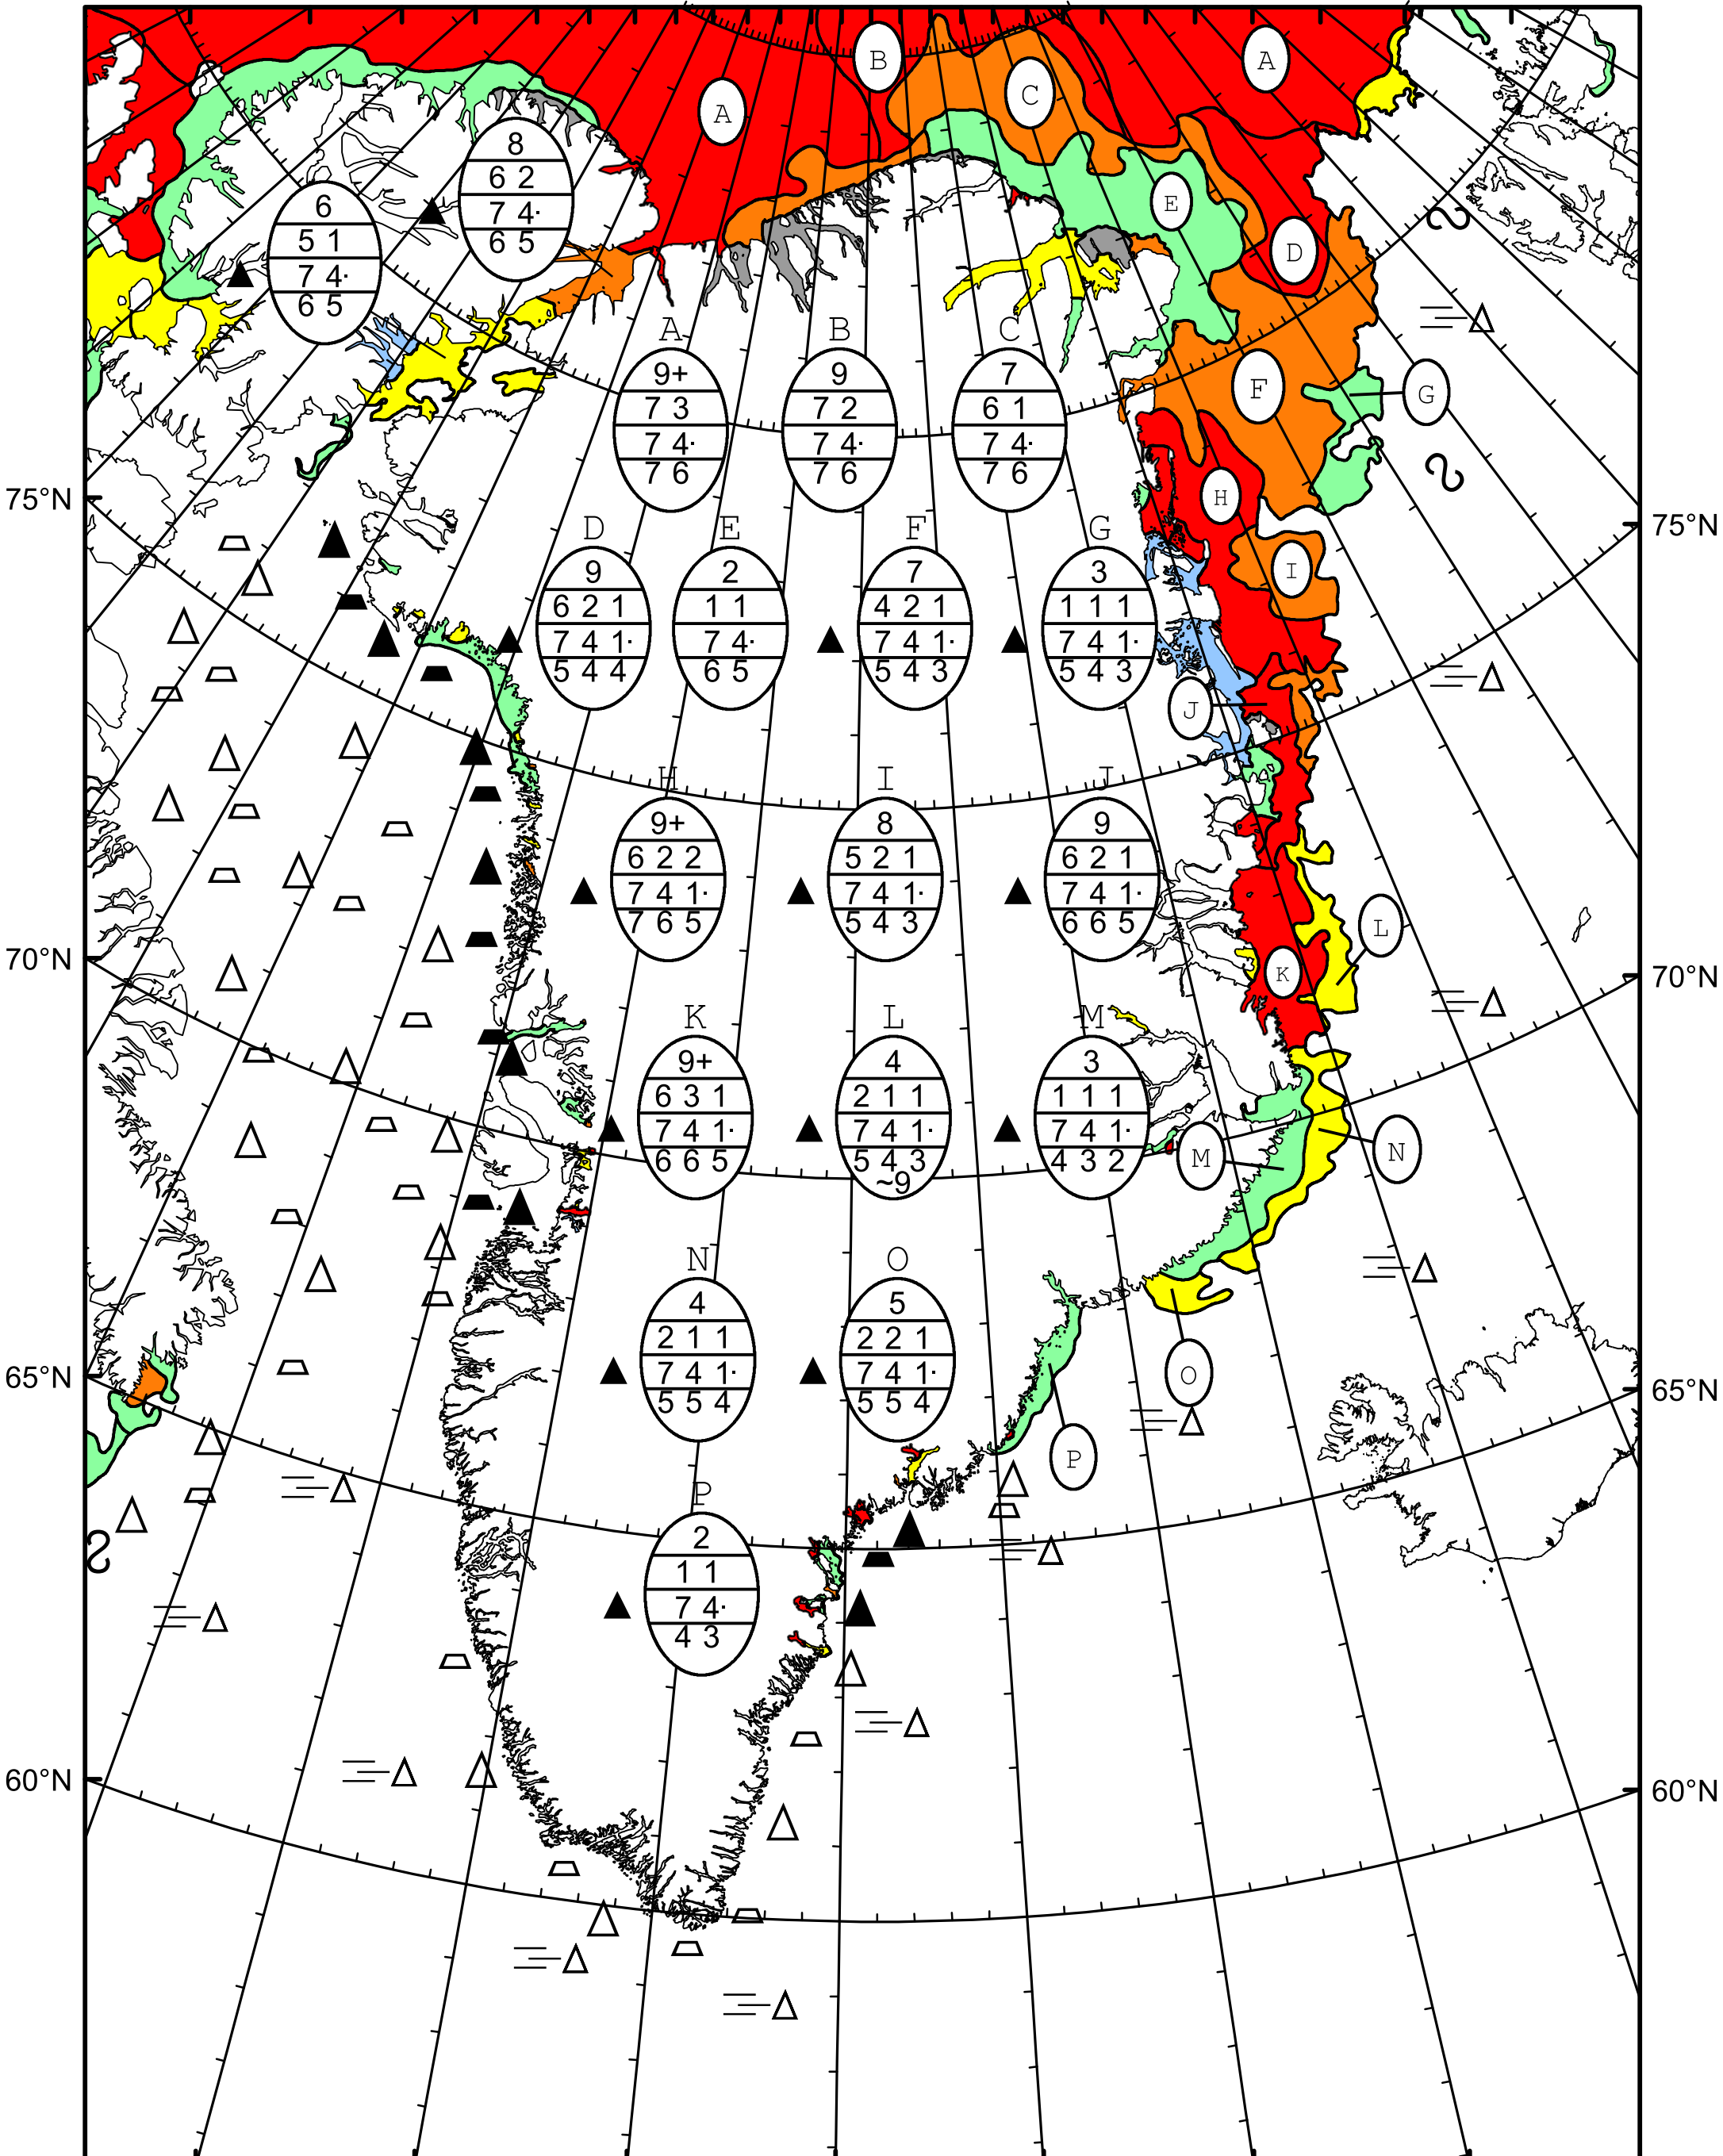 B
A
C
A
8
6 2
7 4·
6 5
6
5 1
7 4·
6 5
E
D
A
B
C
9+
7 3
7 4·
7 6
9
7 2
7 4·
7 6
7
6 1
7 4·
7 6
F
G
H
75°N
75°N
D
E
F
G
9
6 2 1
7 4 1·
5 4 4
2
1 1
7 4·
6 5
7
4 2 1
7 4 1·
5 4 3
3
1 1 1
7 4 1·
5 4 3
I
J
H
I
J
9+
6 2 2
7 4 1·
7 6 5
8
5 2 1
7 4 1·
5 4 3
9
6 2 1
7 4 1·
6 6 5
L
K
70°N
70°N
K
L
M
9+
6 3 1
7 4 1·
6 6 5
4
2 1 1
7 4 1·
5 4 3
~9
3
1 1 1
7 4 1·
4 3 2
M
N
N
O
4
2 1 1
7 4 1·
5 5 4
5
2 2 1
7 4 1·
5 5 4
O
65°N
65°N
P
P
2
1 1
7 4·
4 3
60°N
60°N